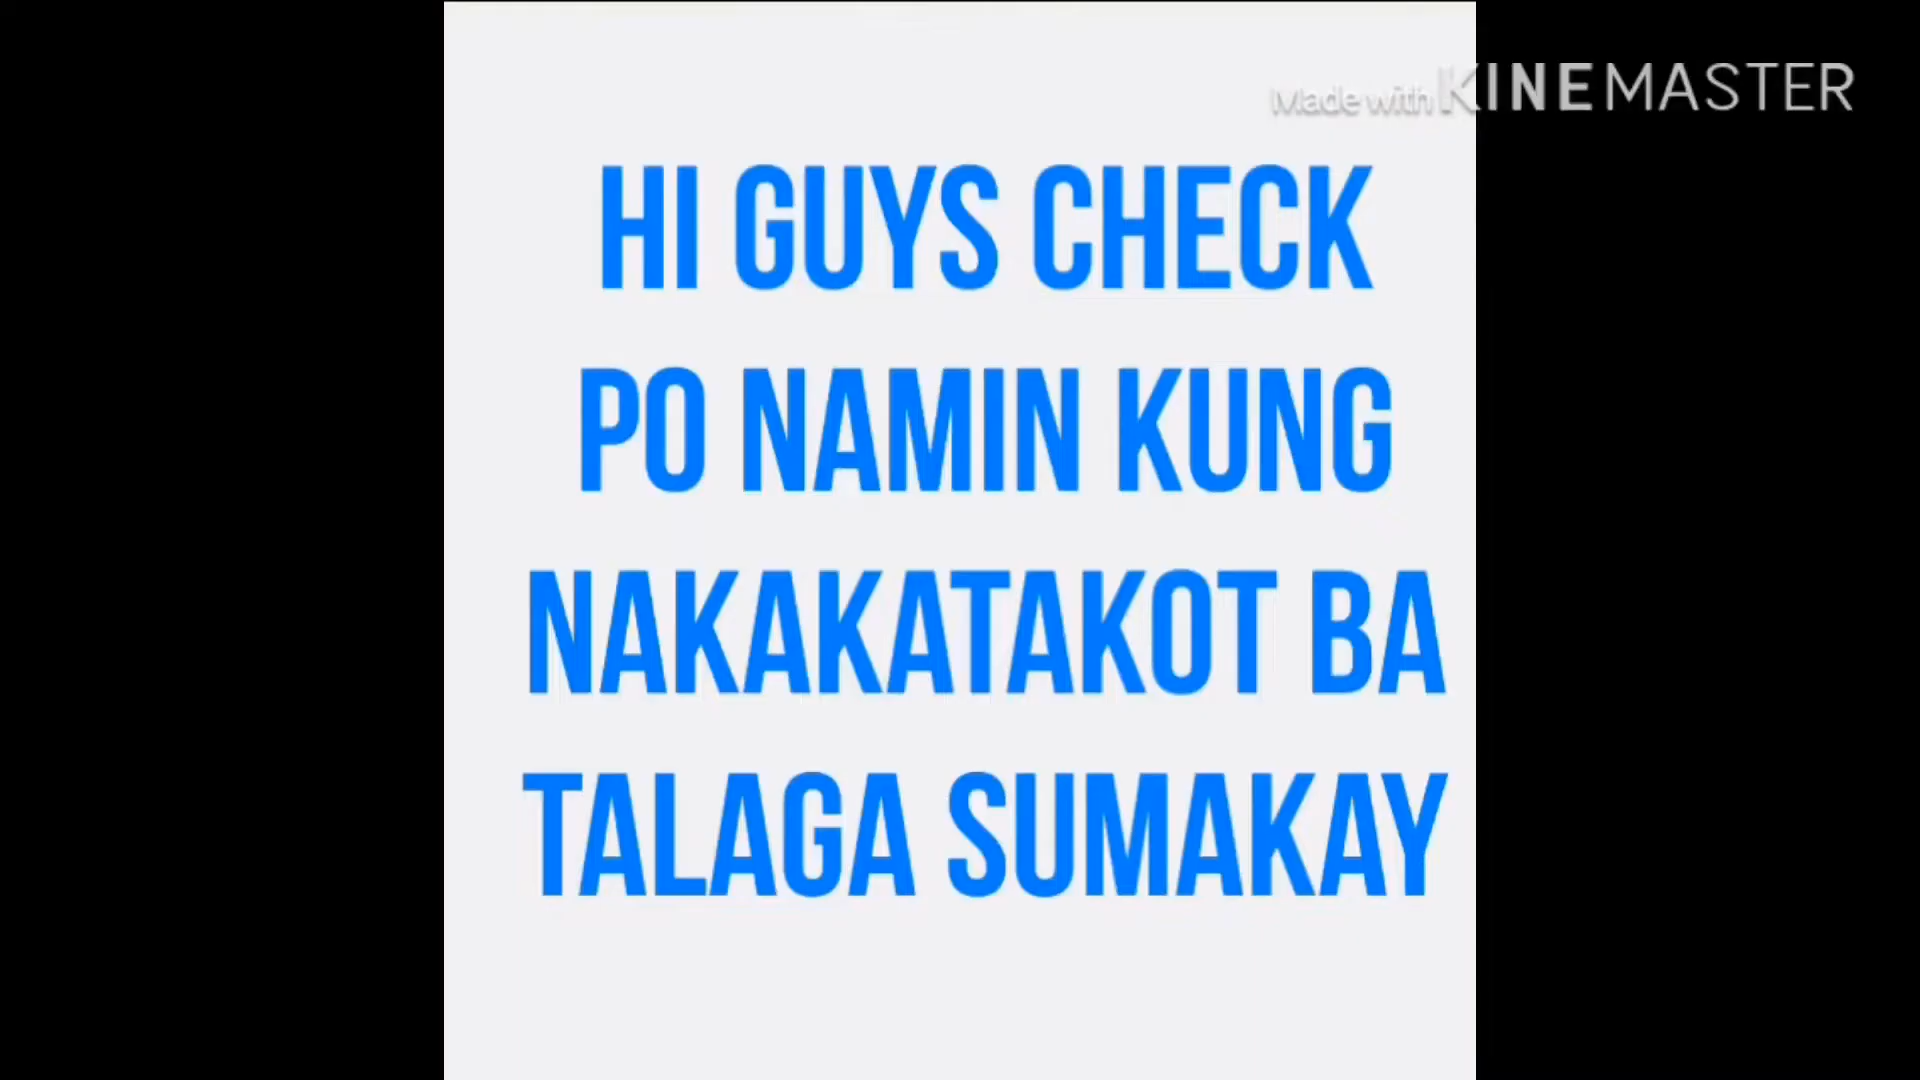 Made with KINEMASTER
HI GUYS CHECK
PO NAMIN KUNG
NAKAKATAKOT BA
TALAGA SUMAKAY